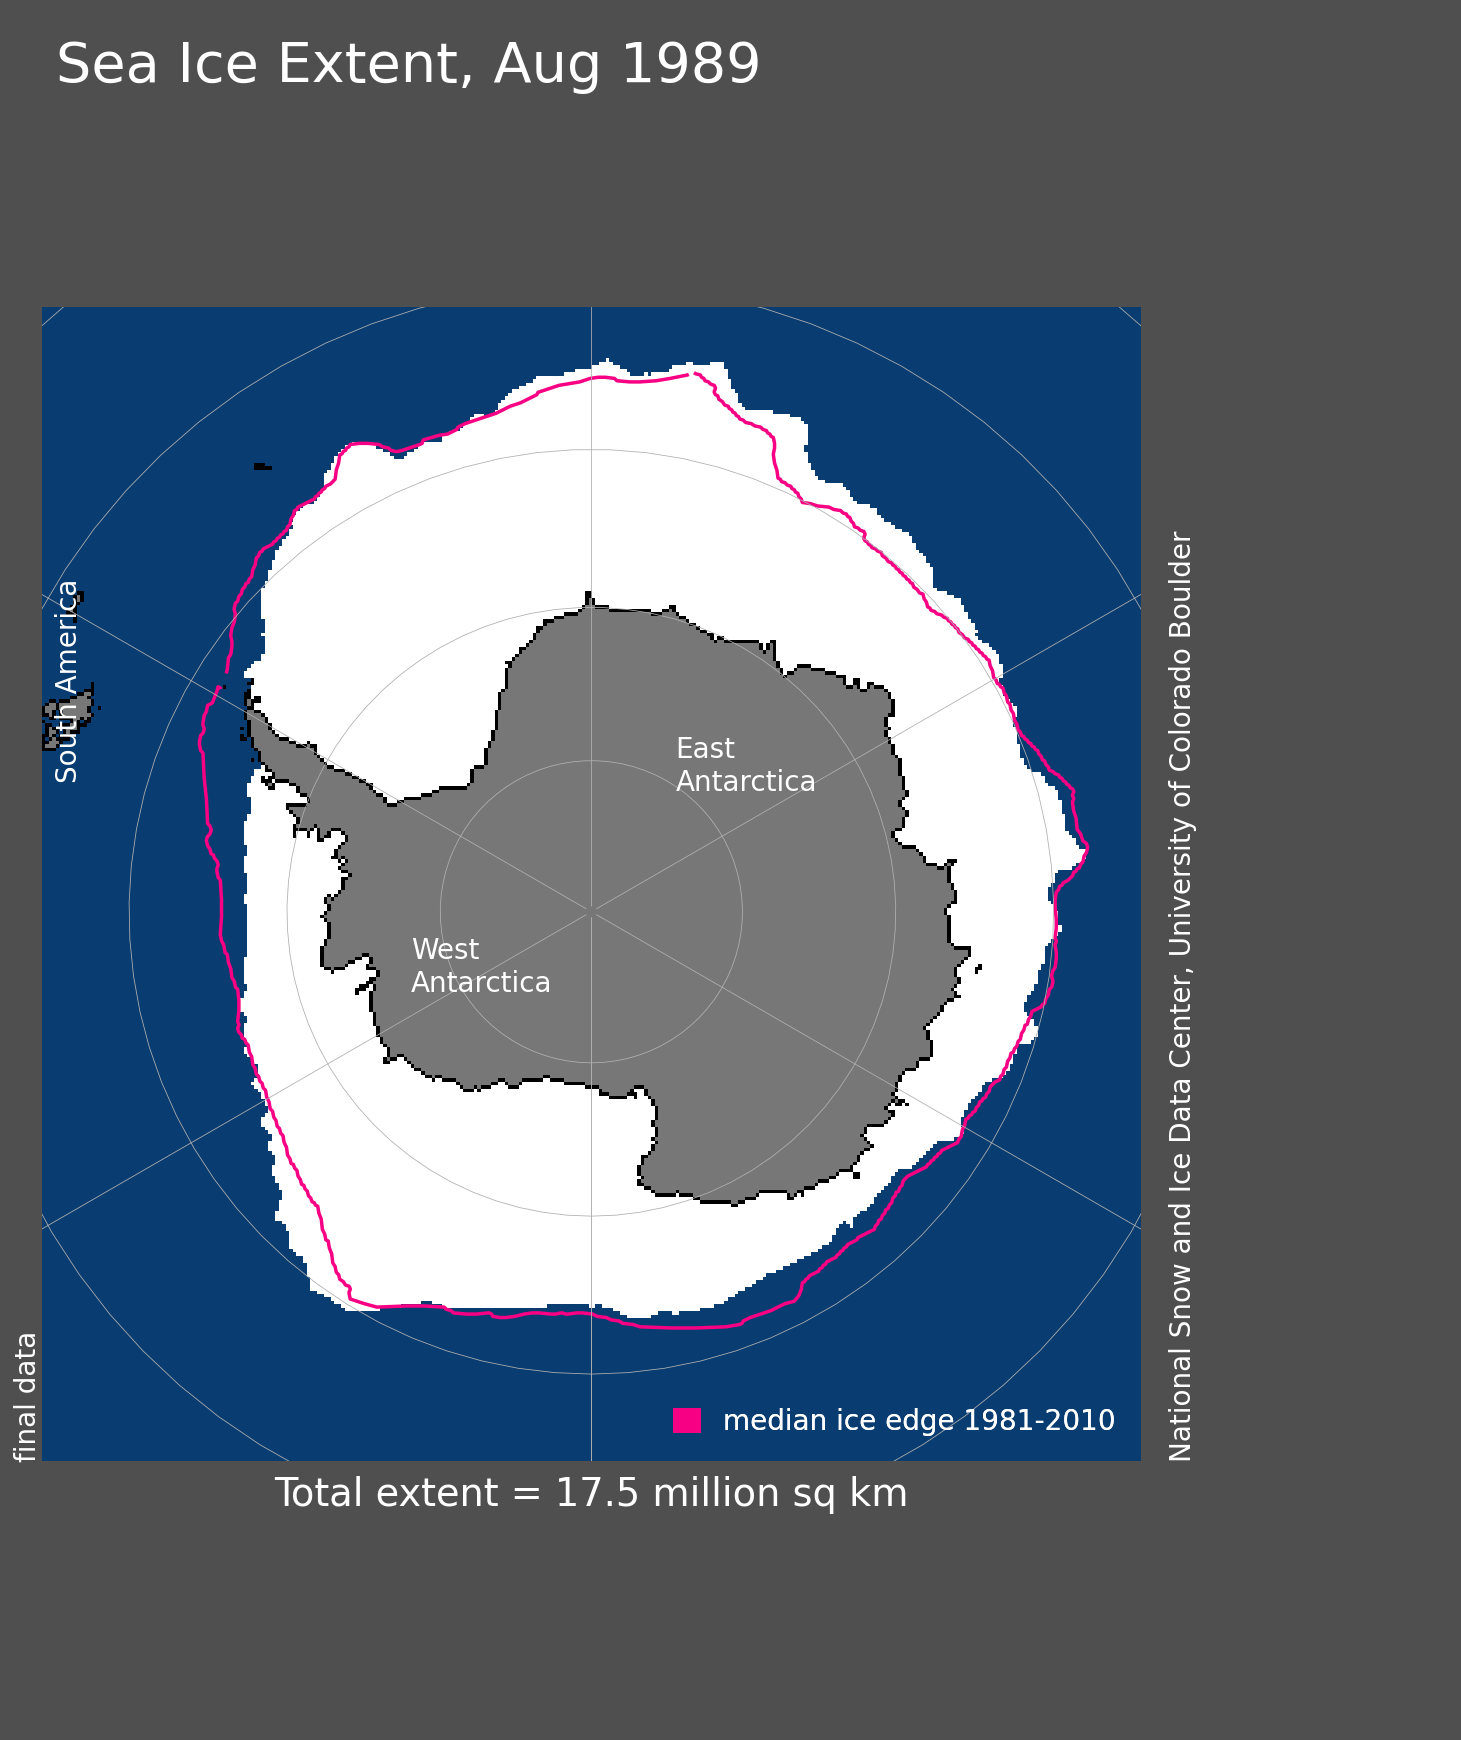 Sea Ice Extent, Aug 1989
South America
East
Antarctica
West
Antarctica
median ice edge 1981-2010
final data
National Snow and Ice Data Center, University of Colorado Boulder
Total extent = 17.5 million sq km